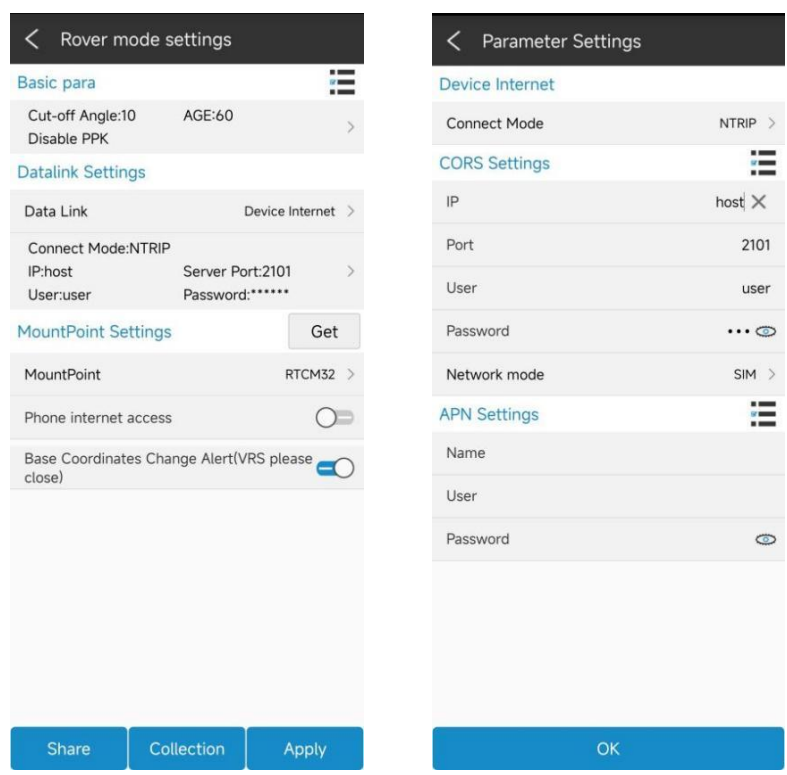 Rover mode settings
Basic para
Cut-off Angle:10 AGE:60
Disable PPK
Datalink Settings
Data Link Device Internet
Connect Mode:NTRIP
IP:host Server Port:2101
User:user Password:******
MountPoint Settings Get
MountPoint RTCM32
Phone internet access
Base Coordinates Change Alert(VRS please
close)
Share Collection Apply
Parameter Settings
Device Internet
Connect Mode NTRIP
CORS Settings
IP host
Port 2101
User user
Password •••
Network mode SIM
APN Settings
Name
User
Password
OK